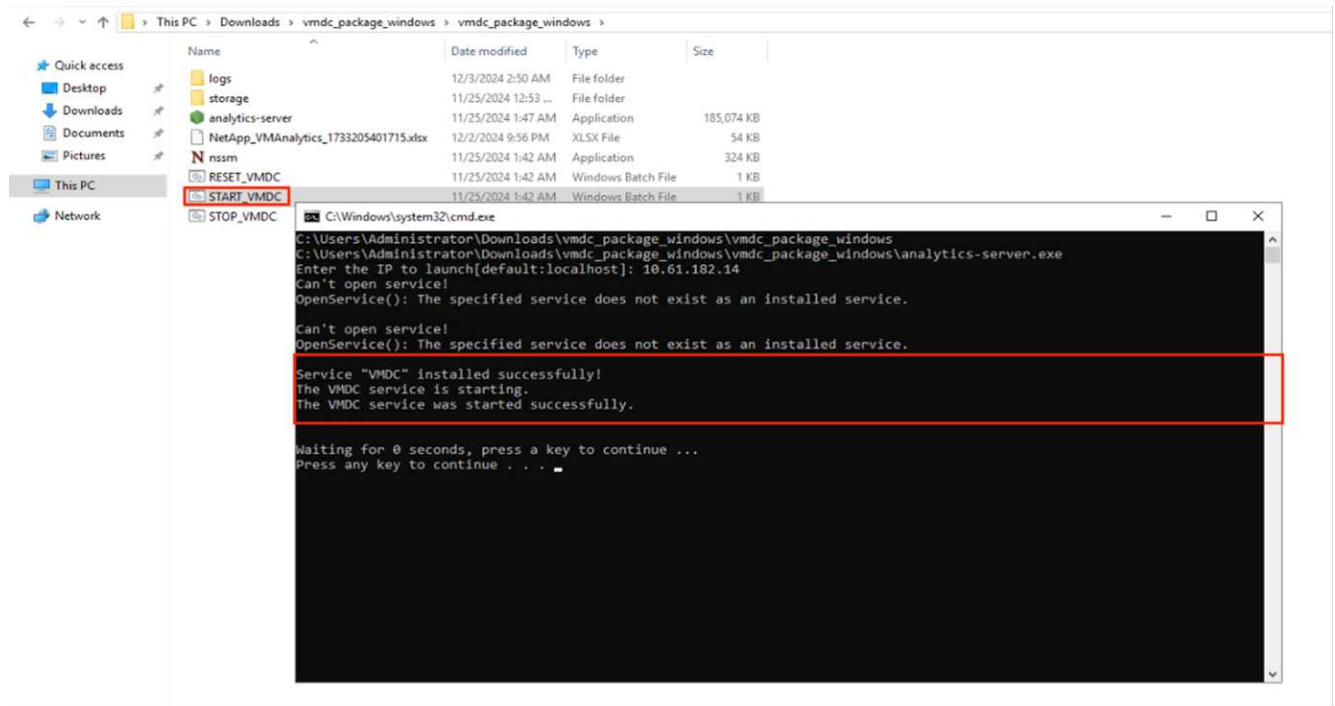 This PC > Downloads > vmdc_package_windows > vmdc_package_windows >
Name Date modified Type Size
Quick access
Desktop
Downloads
Documents
Pictures
This PC
Network
logs 12/3/2024 2:50 AM File folder
storage 11/25/2024 12:53 ... File folder
analytics-server 11/25/2024 1:47 AM Application 185,074 KB
NetApp_VMAnalytics_1733205401715.xlsx 12/2/2024 9:56 PM XLSX File 54 KB
N nssm 11/25/2024 1:42 AM Application 324 KB
RESET_VMDC 11/25/2024 1:42 AM Windows Batch File 1 KB
START_VMDC 11/25/2024 1:42 AM Windows Batch File 1 KB
STOP_VMDC
C:\Windows\system32\cmd.exe
C:\Users\Administrator\Downloads\vmdc_package_windows\vmdc_package_windows
C:\Users\Administrator\Downloads\vmdc_package_windows\vmdc_package_windows\analytics-server.exe
Enter the IP to launch[default:localhost]: 10.61.182.14
Can't open service!
OpenService(): The specified service does not exist as an installed service.
Can't open service!
OpenService(): The specified service does not exist as an installed service.
Service "VMDC" installed successfully!
The VMDC service is starting.
The VMDC service was started successfully.
Waiting for 0 seconds, press a key to continue ...
Press any key to continue . . .